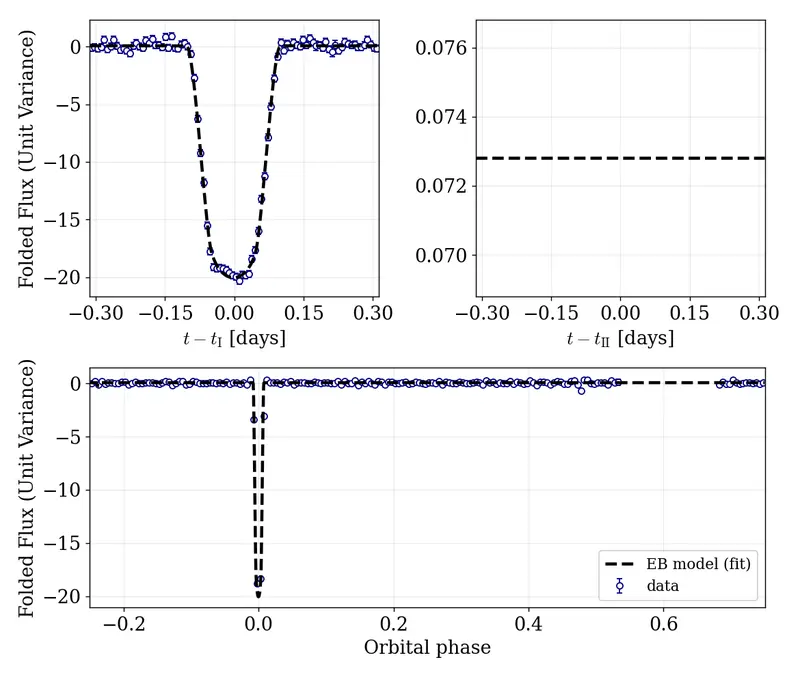 Folded Flux (Unit Variance)
0
−5
−10
−15
−20
−0.30 −0.15 0.00 0.15 0.30
t − tI [days]
0.076
0.074
0.072
0.070
−0.30 −0.15 0.00 0.15 0.30
t − tII [days]
Folded Flux (Unit Variance)
0
−5
−10
−15
−20
EB model (fit)
data
−0.2 0.0 0.2 0.4 0.6
Orbital phase